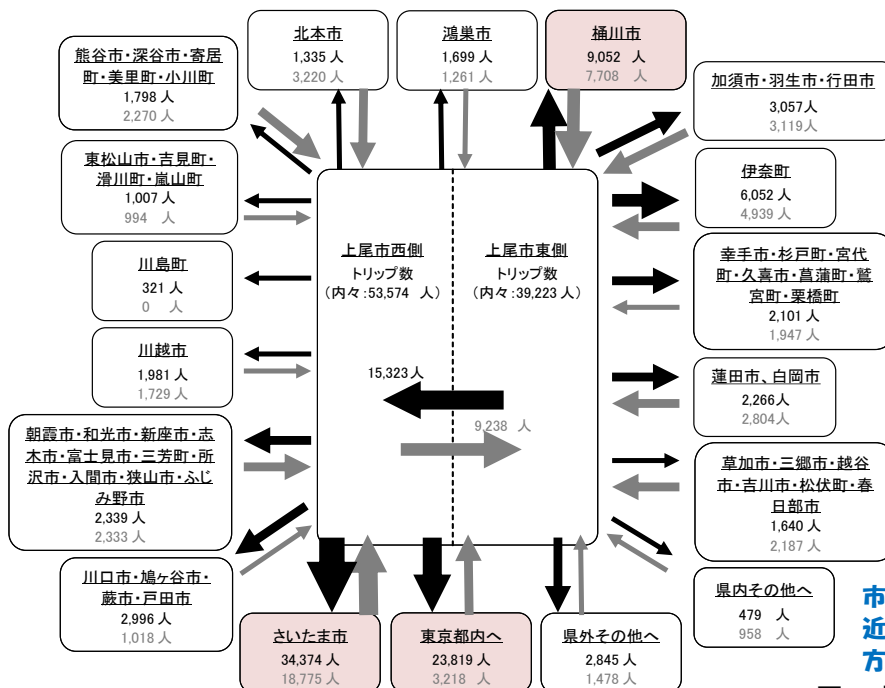 熊谷市・深谷市・寄居
町・美里町・小川町
1,798 人
2,270 人
北本市
1,335 人
3,220 人
鴻巣市
1,699 人
1,261 人
桶川市
9,052 人
7,708 人
加須市・羽生市・行田市
3,057人
3,119人
東松山市・吉見町・
滑川町・嵐山町
1,007 人
994 人
伊奈町
6,052 人
4,939 人
川島町
321 人
0 人
上尾市西側
トリップ数
(内々:53,574 人)
上尾市東側
トリップ数
(内々:39,223 人)
幸手市・杉戸町・宮代
町・久喜市・菖蒲町・鷲
宮町・栗橋町
2,101 人
1,947 人
川越市
1,981 人
1,729 人
15,323人
9,238 人
蓮田市、白岡市
2,266 人
2,804人
朝霞市・和光市・新座市・志
木市・富士見市・三芳町・所
沢市・入間市・狭山市・ふじ
み野市
2,339 人
2,333 人
草加市・三郷市・越谷
市・吉川市・松伏町・春
日部市
1,640 人
2,187 人
川口市・鳩ヶ谷市・
蕨市・戸田市
2,996 人
1,018 人
県内その他へ
479 人
958 人
さいたま市
34,374 人
18,775 人
東京都内へ
23,819 人
3,218 人
県外その他へ
2,845 人
1,478 人
市
近
方